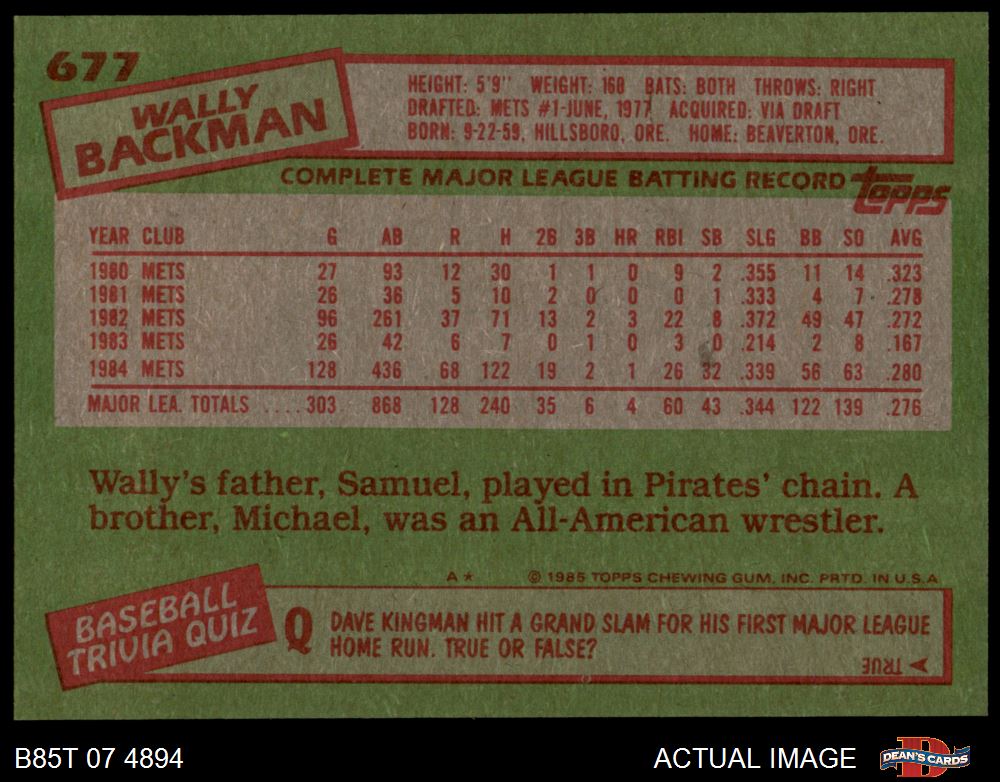 677
WALLY
BACKMAN
HEIGHT: 5'9" WEIGHT: 160 BATS: BOTH THROWS: RIGHT
DRAFTED: METS #1-JUNE, 1977 ACQUIRED: VIA DRAFT
BORN: 9-22-59, HILLSBORO, ORE. HOME: BEAVERTON, ORE.
COMPLETE MAJOR LEAGUE BATTING RECORD topps
YEAR CLUB G AB R H 2B 3B HR RBI SB SLG BB SO AVG
1980 METS 27 93 12 30 1 1 0 9 2 .355 11 14 .323
1981 METS 26 36 5 10 2 0 0 0 1 .333 4 7 .278
1982 METS 96 261 37 71 13 2 3 22 8 .372 49 47 .272
1983 METS 26 42 6 7 0 1 0 3 0 .214 2 8 .167
1984 METS 128 436 68 122 19 2 1 26 32 .339 56 63 .280
MAJOR LEA. TOTALS ....303 868 128 240 35 6 4 60 43 .344 122 139 .276
Wally's father, Samuel, played in Pirates' chain. A
brother, Michael, was an All-American wrestler.
A* © 1985 TOPPS CHEWING GUM, INC. PRTD. IN U.S.A
BASEBALL
TRIVIA QUIZ
Q DAVE KINGMAN HIT A GRAND SLAM FOR HIS FIRST MAJOR LEAGUE
HOME RUN. TRUE OR FALSE?
TRUE
B85T 07 4894
ACTUAL IMAGE
D
DEAN'S CARDS